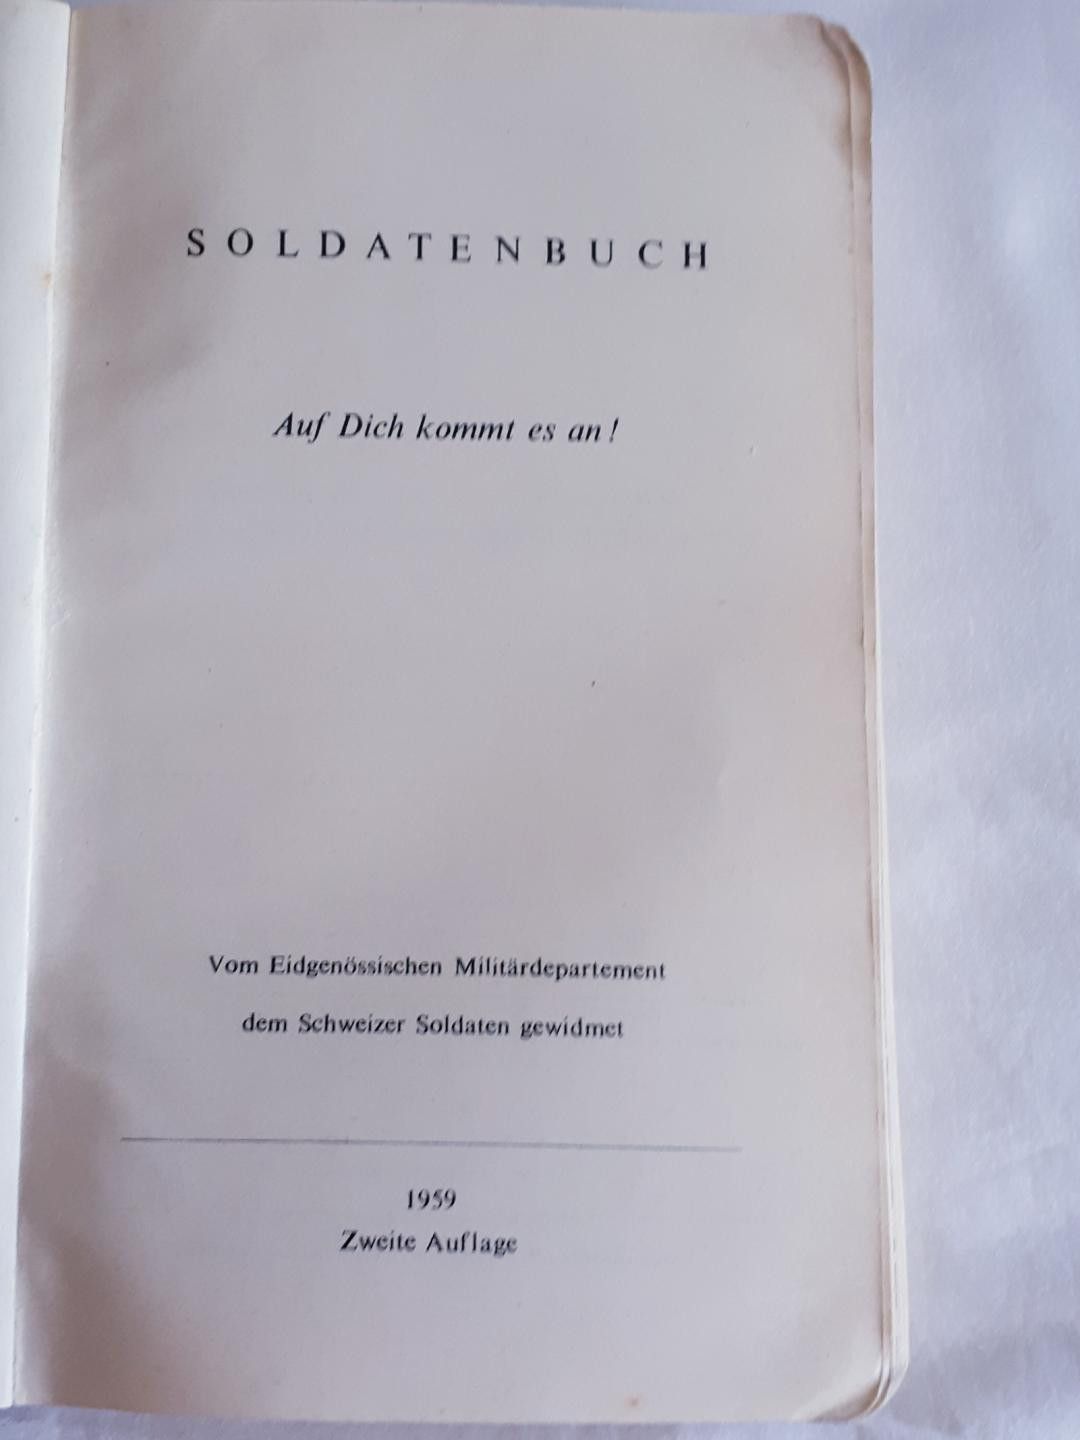 SOLDATENBUCH
Auf Dich kommt es an!
Vom Eidgenössischen Militärdepartement
dem Schweizer Soldaten gewidmet
1959
Zweite Auflage